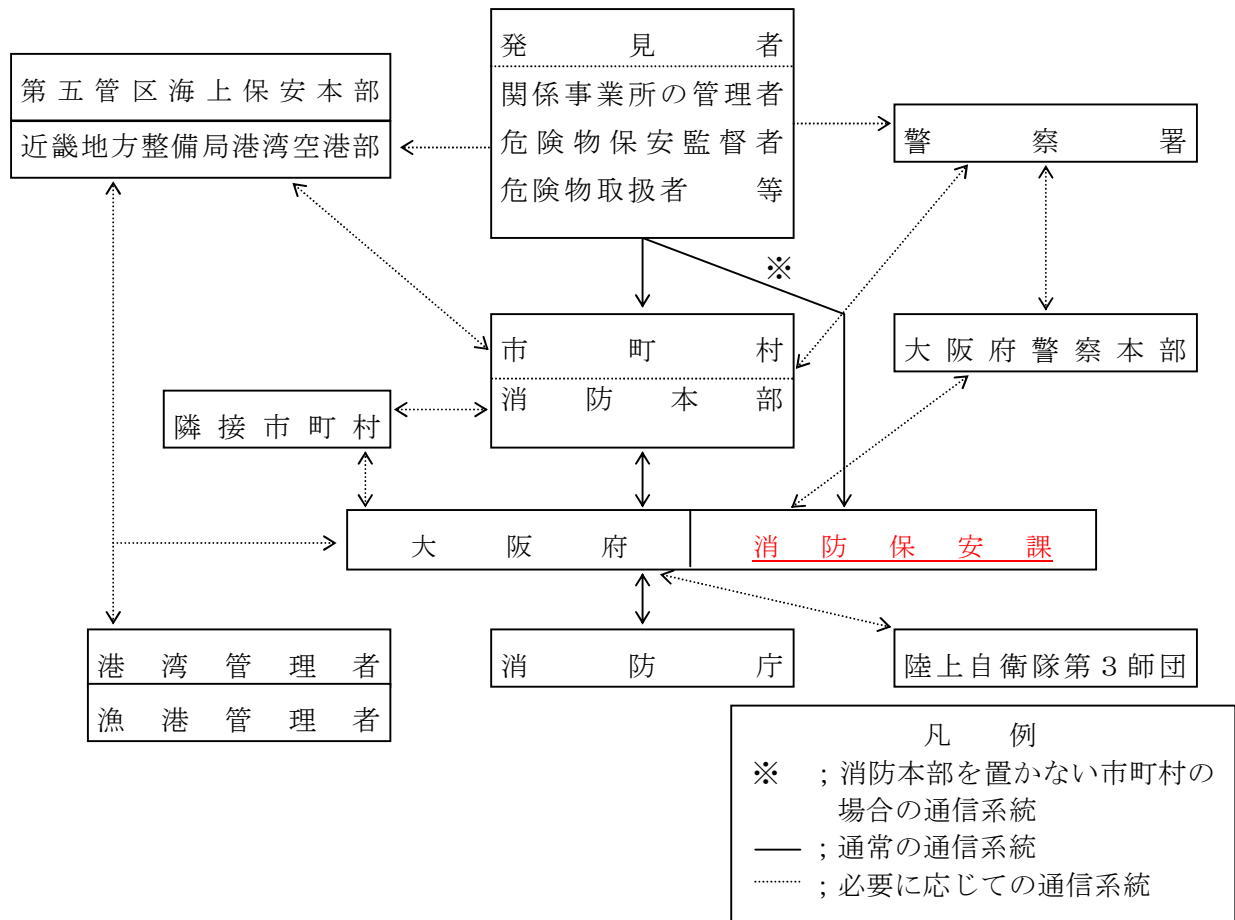 発見者
関係事業所の管理者
危険物保安監督者
危険物取扱者 等
第五管区海上保安本部
近畿地方整備局港湾空港部
警察署
※
市町村
消防本部
大阪府警察本部
隣接市町村
大阪府
消防保安課
港湾管理者
漁港管理者
消防庁
陸上自衛隊第3師団
凡 例
※ ;消防本部を置かない市町村の
場合の通信系統
;通常の通信系統
;必要に応じての通信系統